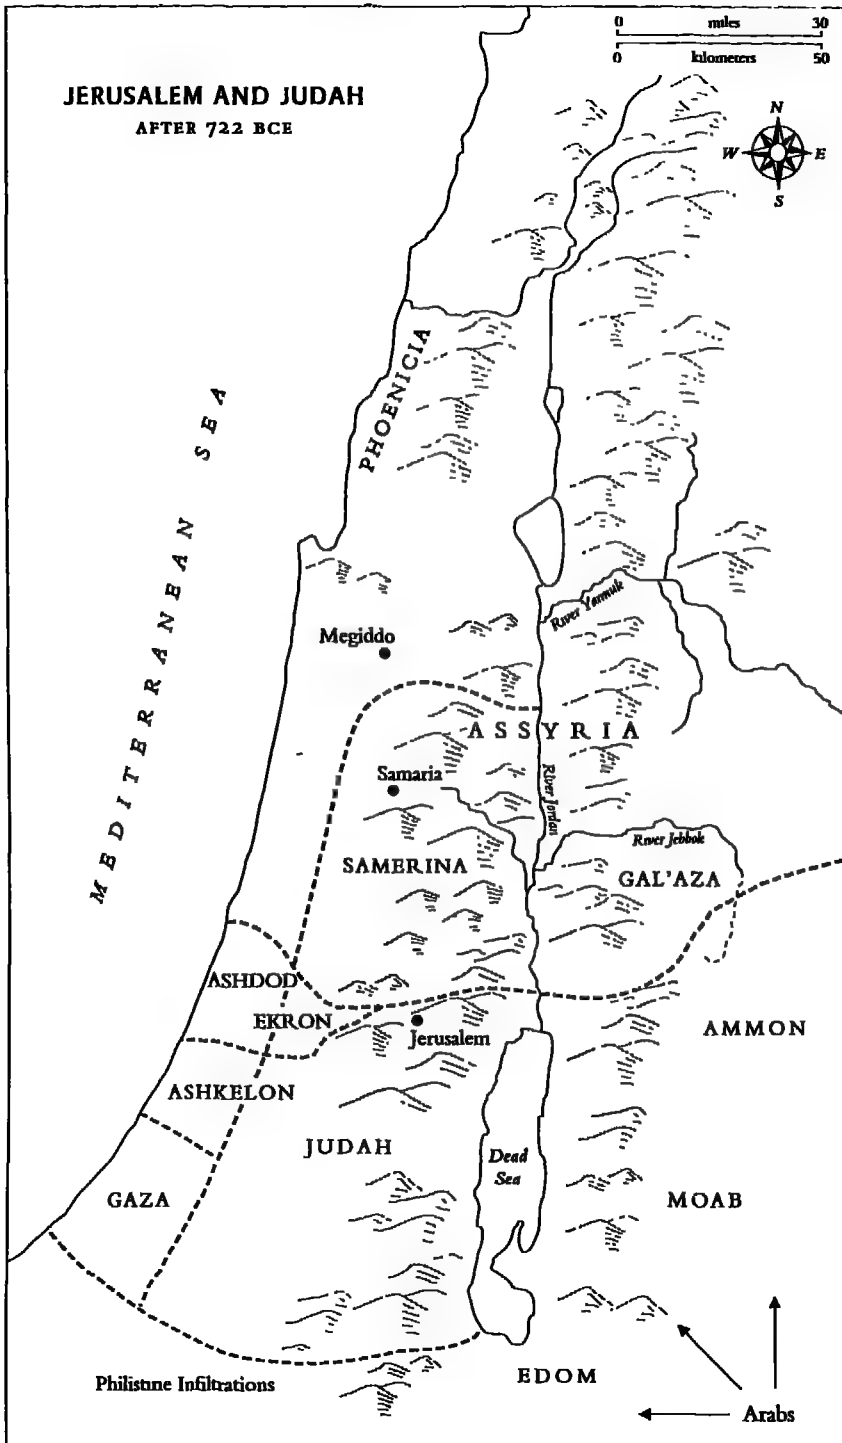 0 miles 30
0 kilometers 50
JERUSALEM AND JUDAH
AFTER 722 BCE
N
W E
S
PHOENICIA
MEDITERRANEAN SEA
River Yarmuk
Megiddo
ASSYRIA
Samaria
River Jordan
River Jebbok
SAMERINA
GAL'AZA
ASHDOD
EKRON
Jerusalem
AMMON
ASHKELON
JUDAH
Dead
Sea
GAZA
MOAB
EDOM
Philistine Infiltrations
Arabs